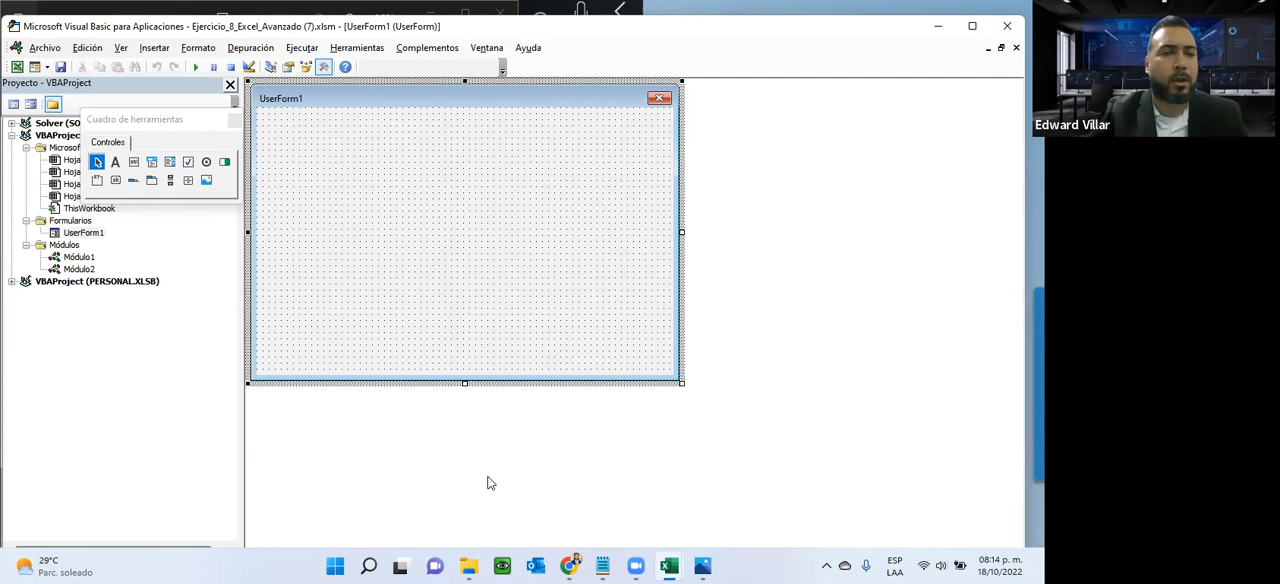 Microsoft Visual Basic para Aplicaciones - Ejercicio_8_Excel_Avanzado (7).xlsm - [UserForm1 (UserForm)]
Archivo Edición Ver Insertar Formato Depuración Ejecutar Herramientas Complementos Ventana Ayuda
Proyecto - VBAProject
UserForm1
Cuadro de herramientas
Solver (SO
Controles
VBAProje
Microsof
Hoja
Hoja
Hoja
Hoja
ThisWorkbook
Formularios
UserForm1
Módulos
Módulo1
Módulo2
VBAProject (PERSONAL.XLSB)
Edward Villar
29°C
Parc. soleado
ESP
LAA
08:14 p. m.
18/10/2022